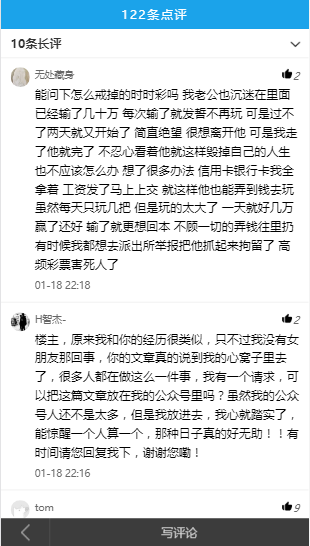 122条点评
10条长评
无处藏身
2
能问下怎么戒掉的时时彩吗 我老公也沉迷在里面
已经输了几十万 每次输了就发誓不再玩 可是过不
了两天就又开始了 简直绝望 很想离开他 可是我走
了他就完了 不忍心看着他就这样毁掉自己的人生
也不应该怎么办 想了很多办法 信用卡银行卡我全
拿着 工资发了马上上交 就这样他也能弄到钱去玩
虽然每天只玩几把 但是玩的太大了 一天就好几万
赢了还好 输了就更想回本 不顾一切的弄钱往里扔
有时候我都想去派出所举报把他抓起来拘留了 高
频彩票害死人了
01-18 22:18
H智杰-
2
楼主，原来我和你的经历很类似，只不过我没有女
朋友那回事，你的文章真的说到我的心窝子里去
了，很多人都在做这么一件事，我有一个请求，可
以把这篇文章放在我的公众号里吗？虽然我的公众
号人还不是太多，但是我放进去，我心就踏实了，
能惊醒一个人算一个，那种日子真的好无助！！有
时间请您回复我下，谢谢您嘞！
01-18 22:16
tom
9
写评论